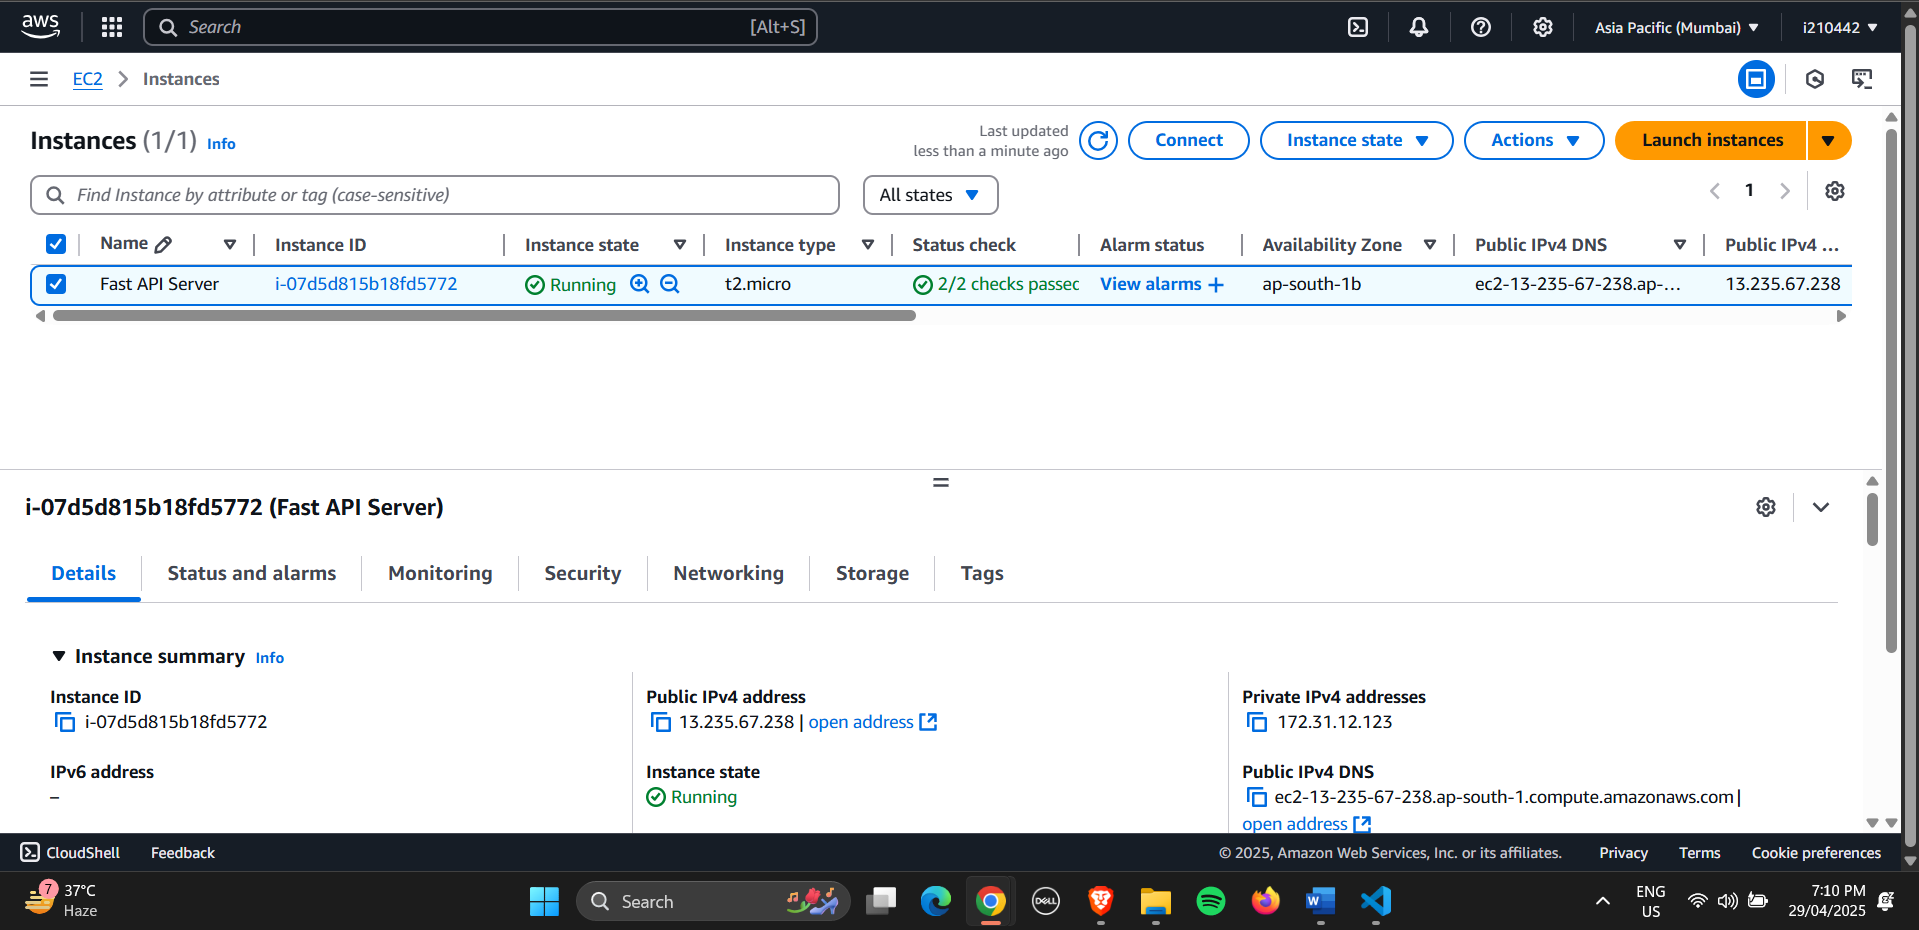 aws
Search [Alt+S]
Asia Pacific (Mumbai)
i210442
EC2 Instances
Instances (1/1) Info
Last updated
less than a minute ago
Connect
Instance state
Actions
Launch instances
Find Instance by attribute or tag (case-sensitive)
All states
1
Name Instance ID Instance state Instance type Status check Alarm status Availability Zone Public IPv4 DNS Public IPv4 ...
Fast API Server i-07d5d815b18fd5772 Running t2.micro 2/2 checks passec View alarms + ap-south-1b ec2-13-235-67-238.ap-... 13.235.67.238
i-07d5d815b18fd5772 (Fast API Server)
Details Status and alarms Monitoring Security Networking Storage Tags
Instance summary Info
Instance ID
i-07d5d815b18fd5772
Public IPv4 address
13.235.67.238 | open address
Private IPv4 addresses
172.31.12.123
IPv6 address
–
Instance state
Running
Public IPv4 DNS
ec2-13-235-67-238.ap-south-1.compute.amazonaws.com |
open address
CloudShell Feedback
© 2025, Amazon Web Services, Inc. or its affiliates. Privacy Terms Cookie preferences
7
37°C
Haze
Search
DELL
W
ENG
US
7:10 PM
29/04/2025